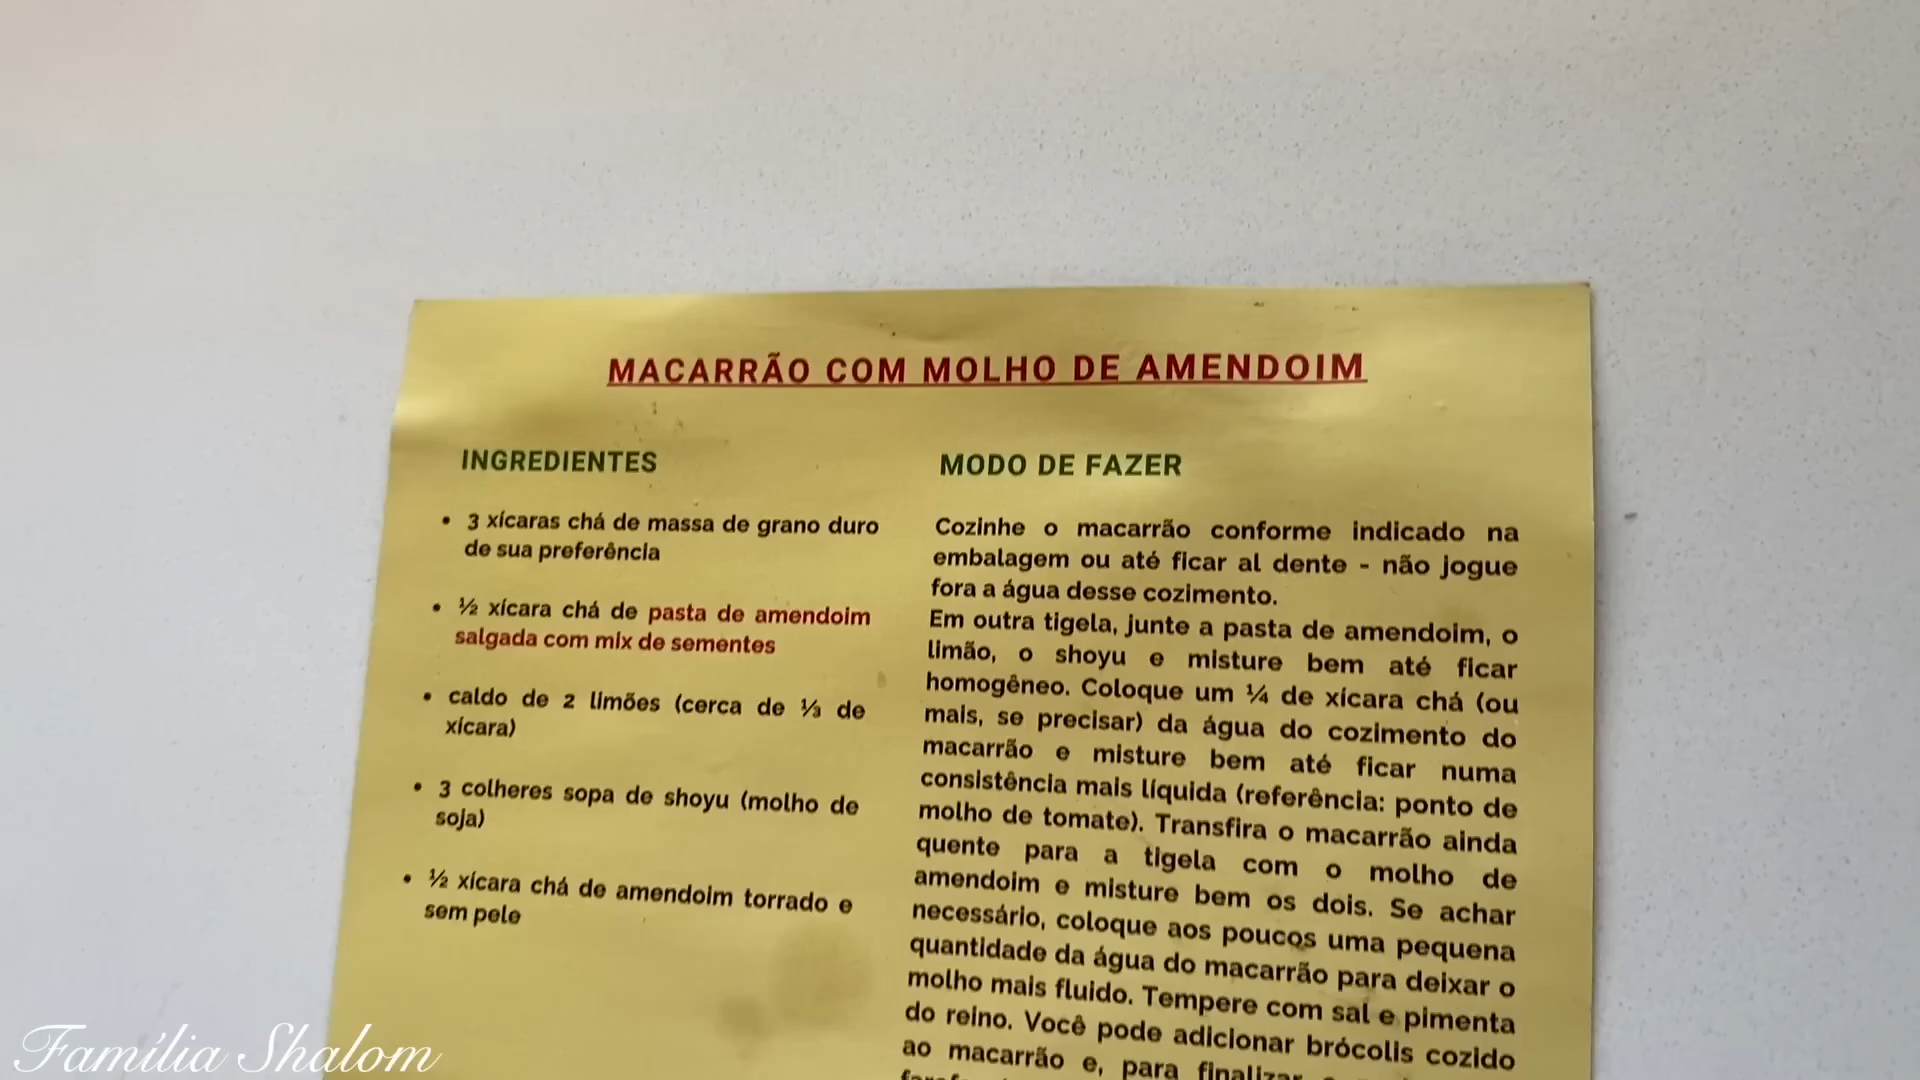 MACARRÃO COM MOLHO DE AMENDOIM
INGREDIENTES
• 3 xícaras chá de massa de grano duro
de sua preferência
• ½ xícara chá de pasta de amendoim
salgada com mix de sementes
• caldo de 2 limões (cerca de ⅓ de
xícara)
• 3 colheres sopa de shoyu (molho de
soja)
• ½ xícara chá de amendoim torrado e
sem pele
MODO DE FAZER
Cozinhe o macarrão conforme indicado na
embalagem ou até ficar al dente - não jogue
fora a água desse cozimento.
Em outra tigela, junte a pasta de amendoim, o
limão, o shoyu e misture bem até ficar
homogêneo. Coloque um ¼ de xícara chá (ou
mais, se precisar) da água do cozimento do
macarrão e misture bem até ficar numa
consistência mais líquida (referência: ponto de
molho de tomate). Transfira o macarrão ainda
quente para a tigela com o molho de
amendoim e misture bem os dois. Se achar
necessário, coloque aos poucos uma pequena
quantidade da água do macarrão para deixar o
molho mais fluido. Tempere com sal e pimenta
do reino. Você pode adicionar brócolis cozido
ao macarrão e, para finalizar
Família Shalom